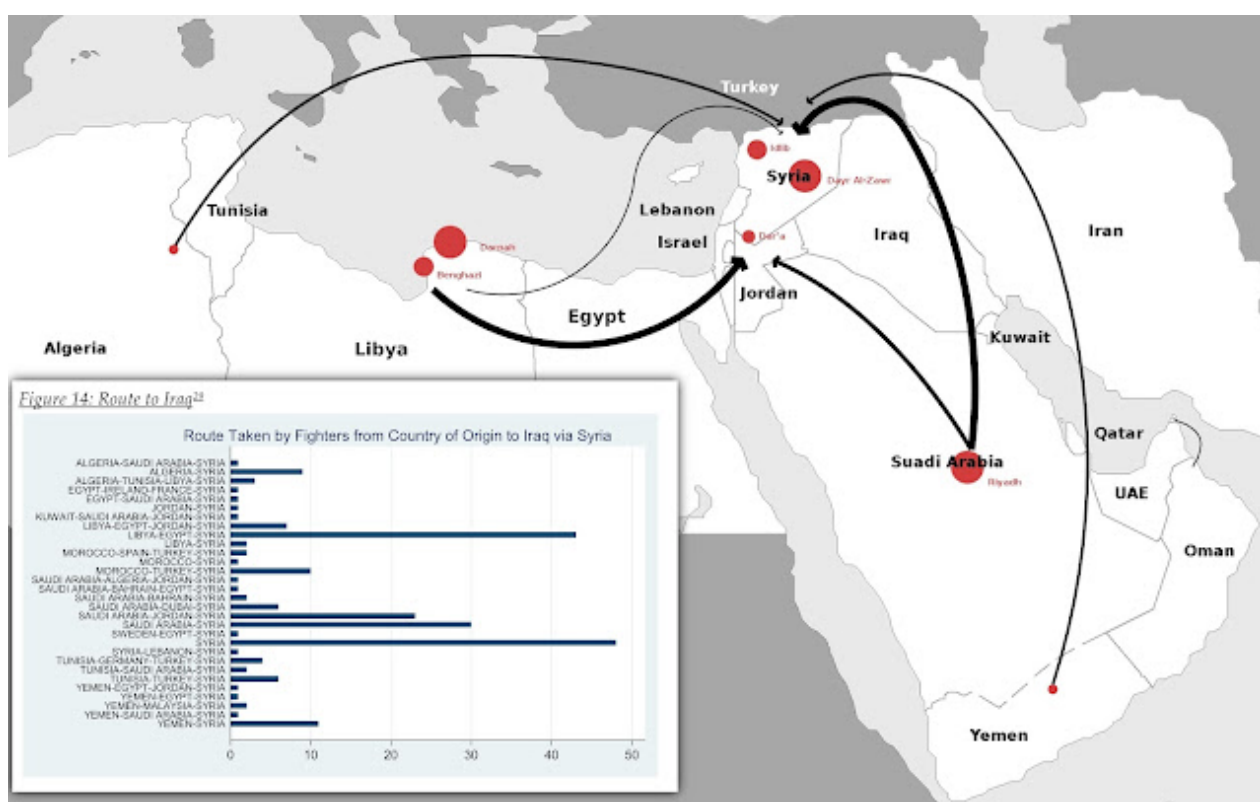 Turkey
Idlib
Syria
Dayr Al-Zawr
Tunisia
Lebanon
Israel
Dar'a
Iraq
Iran
Darnah
Benghazi
Jordan
Egypt
Kuwait
Algeria
Libya
Qatar
Suadi Arabia
Riyadh
UAE
Oman
Yemen
Figure 14: Route to Iraq29
Route Taken by Fighters from Country of Origin to Iraq via Syria
ALGERIA-SAUDI ARABIA-SYRIA
ALGERIA-SYRIA
ALGERIA-TUNISIA-LIBYA-SYRIA
EGYPT-IRELAND-FRANCE-SYRIA
EGYPT-SAUDI ARABIA-SYRIA
JORDAN-SYRIA
KUWAIT-SAUDI ARABIA-JORDAN-SYRIA
LIBYA-EGYPT-JORDAN-SYRIA
LIBYA-EGYPT-SYRIA
LIBYA-SYRIA
MOROCCO-SPAIN-TURKEY-SYRIA
MOROCCO-SYRIA
MOROCCO-TURKEY-SYRIA
SAUDI ARABIA-ALGERIA-JORDAN-SYRIA
SAUDI ARABIA-BAHRAIN-EGYPT-SYRIA
SAUDI ARABIA-BAHRAIN-SYRIA
SAUDI ARABIA-DUBAI-SYRIA
SAUDI ARABIA-JORDAN-SYRIA
SAUDI ARABIA-SYRIA
SWEDEN-EGYPT-SYRIA
SYRIA
SYRIA-LEBANON-SYRIA
TUNISIA-GERMANY-TURKEY-SYRIA
TUNISIA-SAUDI ARABIA-SYRIA
TUNISIA-TURKEY-SYRIA
YEMEN-EGYPT-JORDAN-SYRIA
YEMEN-EGYPT-SYRIA
YEMEN-MALAYSIA-SYRIA
YEMEN-SAUDI ARABIA-SYRIA
YEMEN-SYRIA
0 10 20 30 40 50